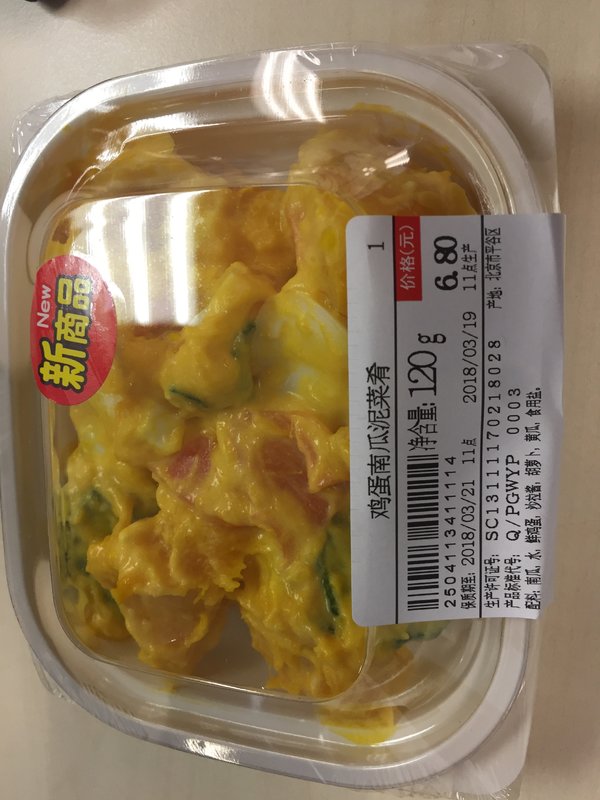 New
新商品
鸡蛋南瓜泥菜肴
1
净含量: 120 g
价格(元)
6.80
2504113411114
保质期至: 2018/03/21 11点
2018/03/19 11点生产
生产许可证号: SC13111170218028
产地: 北京市平谷区
产品标准代号: Q/PGWYP 0003
配料: 南瓜, 水, 鲜鸡蛋, 沙拉酱, 胡萝卜, 黄瓜, 食用盐。